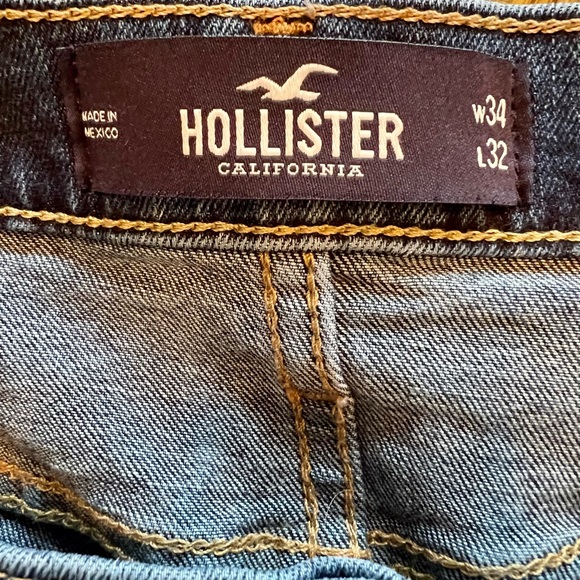 MADE IN
MEXICO
HOLLISTER
CALIFORNIA
W34
L32